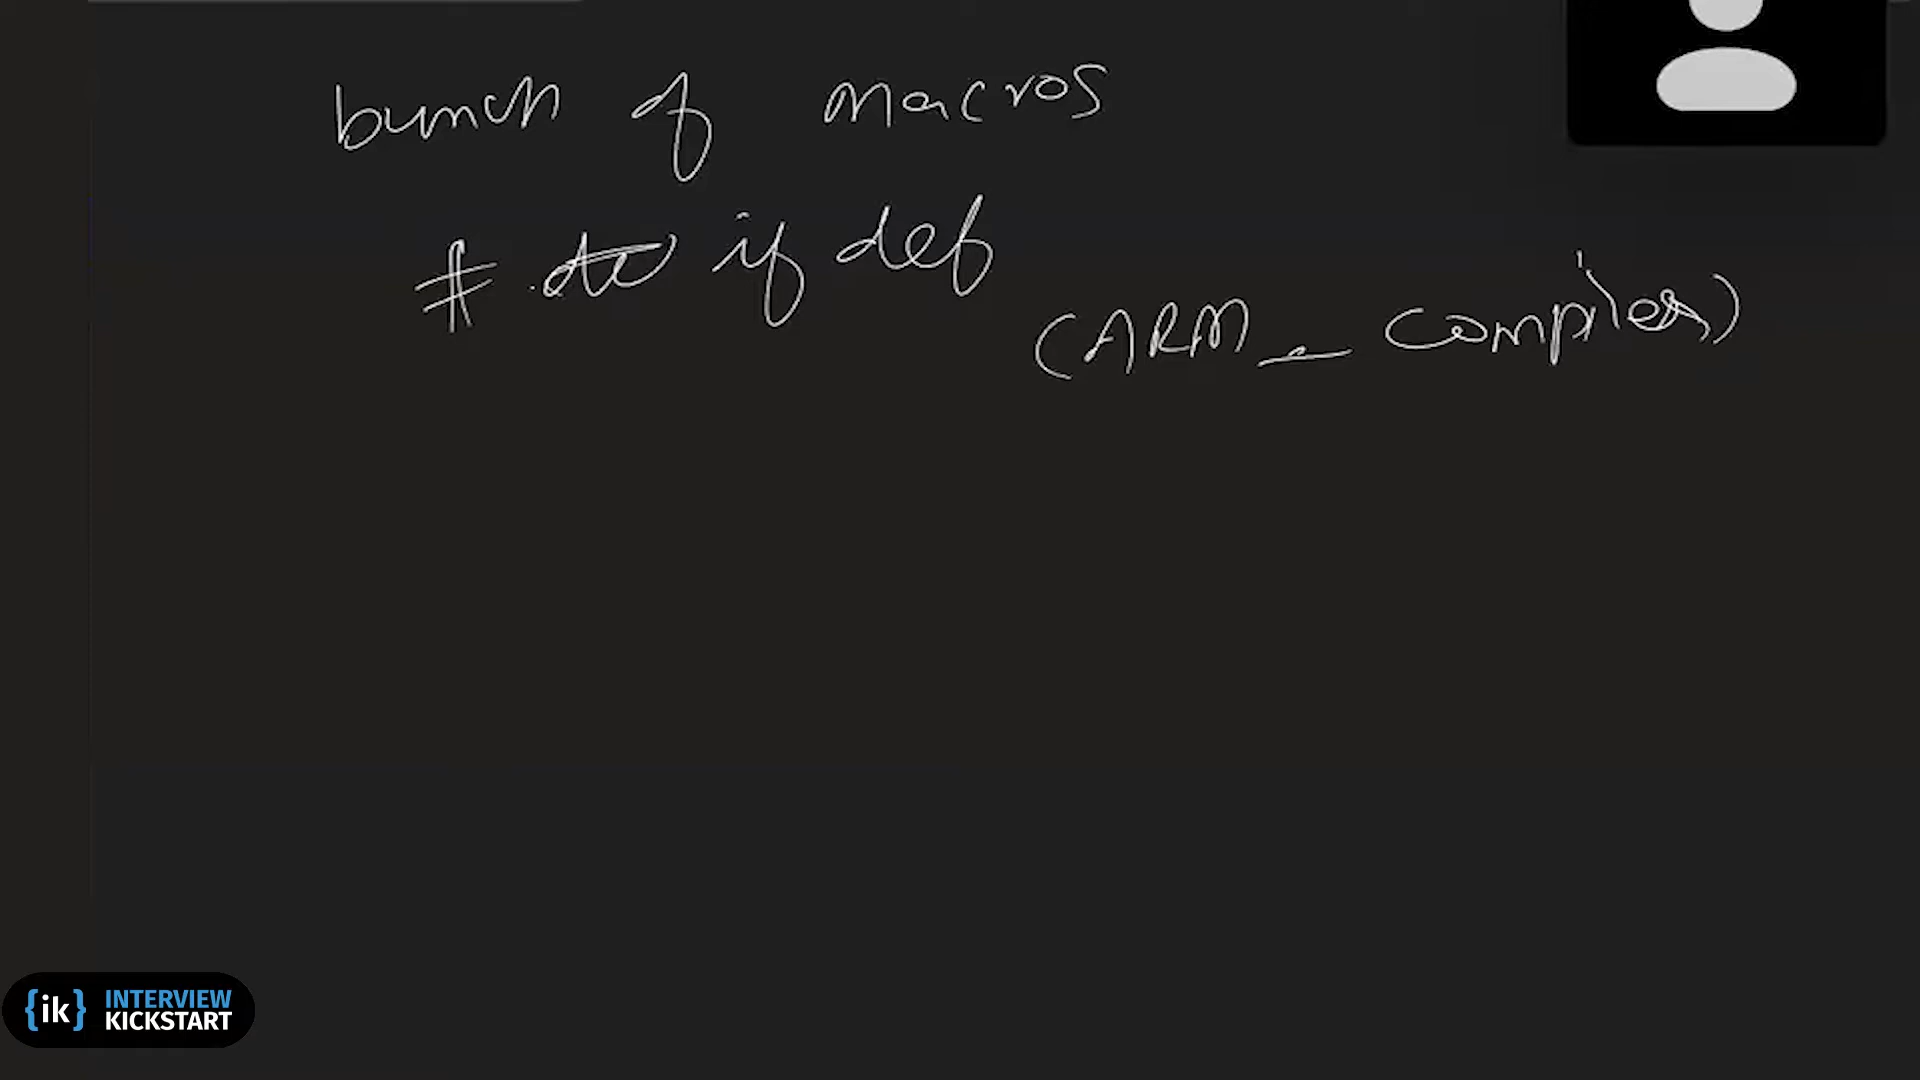 bunch of macros
# if def
(ARM_compiler)
{ik} INTERVIEW
KICKSTART